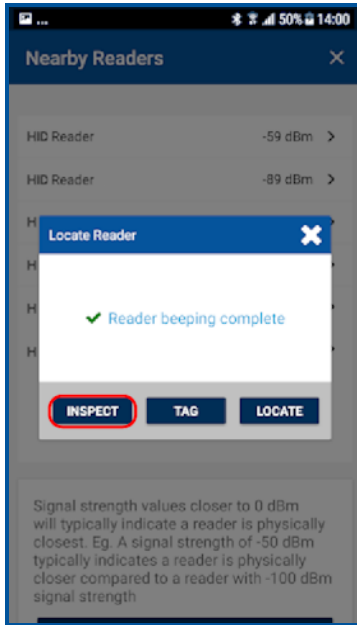 ... 50% 14:00
Nearby Readers
HID Reader -59 dBm
HID Reader -89 dBm
H
Locate Reader
H
H
Reader beeping complete
H
INSPECT TAG LOCATE
Signal strength values closer to 0 dBm
will typically indicate a reader is physically
closest. Eg. A signal strength of -50 dBm
typically indicates a reader is physically
closer compared to a reader with -100 dBm
signal strength